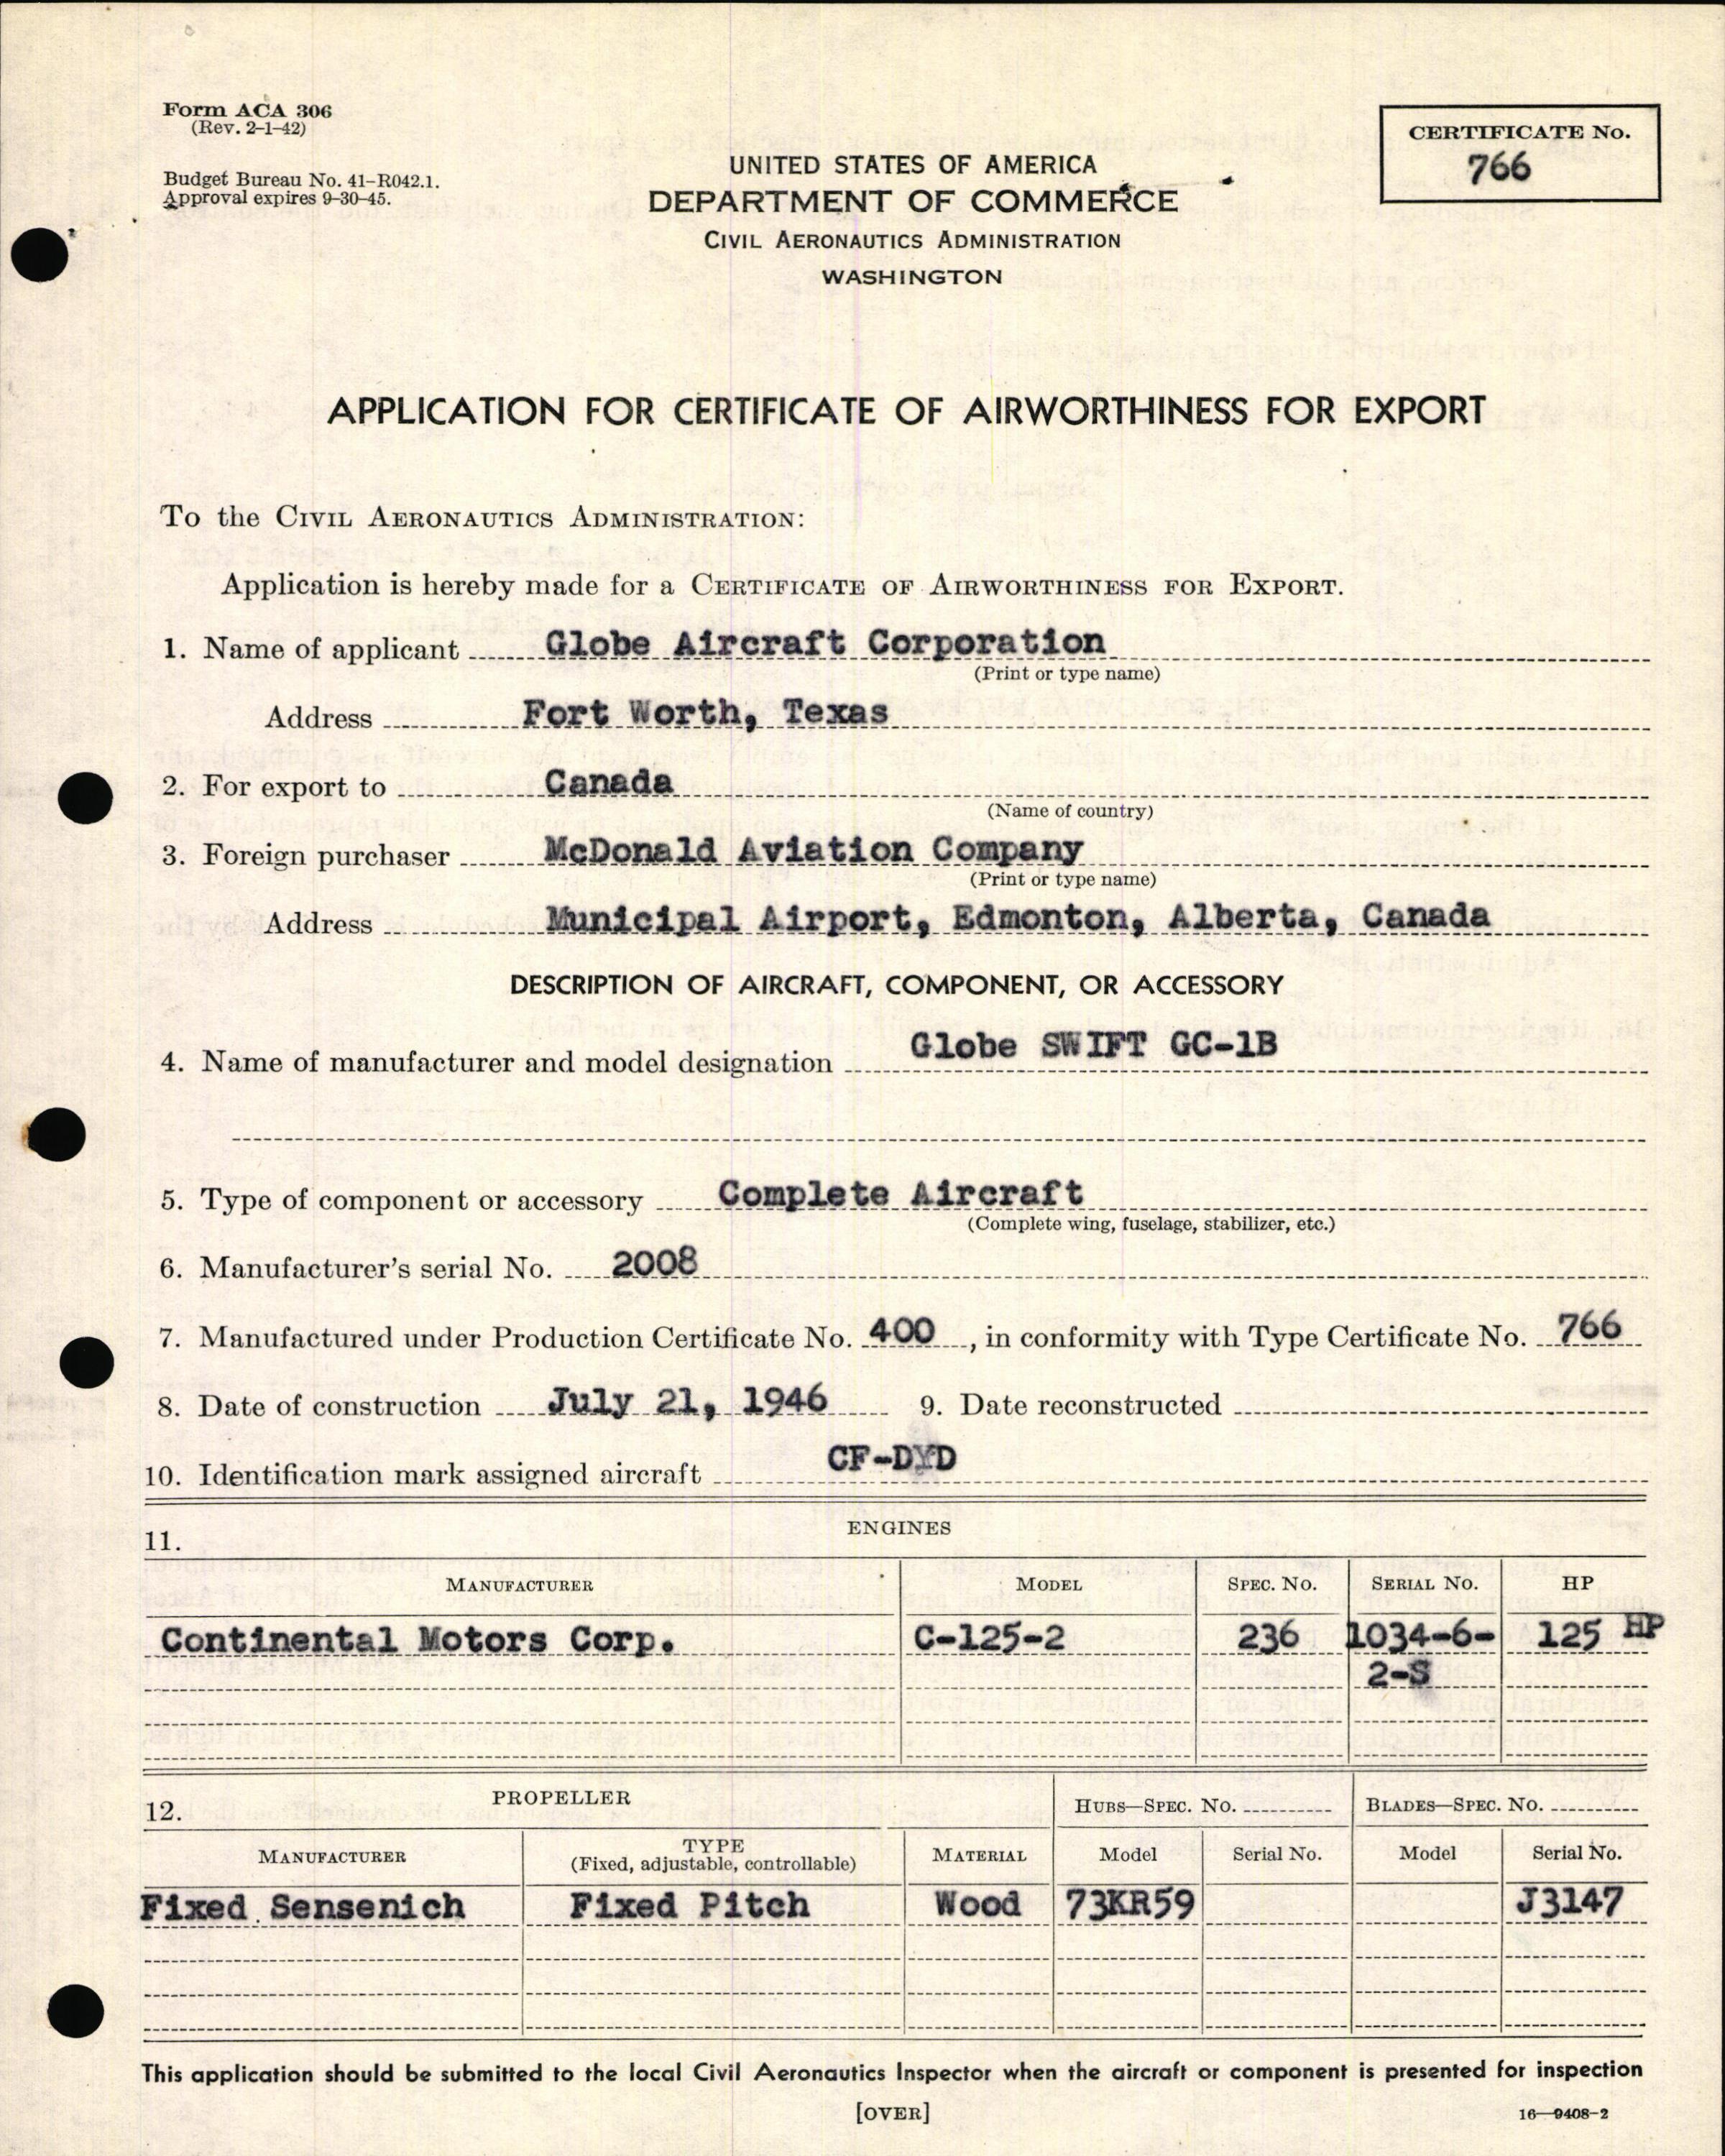 Form ACA 306
(Rev. 2-1-42)
Budget Bureau No. 41-R042.1.
Approval expires 9-30-45.
CERTIFICATE No.
766
UNITED STATES OF AMERICA
DEPARTMENT OF COMMERCE
CIVIL AERONAUTICS ADMINISTRATION
WASHINGTON
APPLICATION FOR CERTIFICATE OF AIRWORTHINESS FOR EXPORT
To the CIVIL AERONAUTICS ADMINISTRATION:
Application is hereby made for a CERTIFICATE OF AIRWORTHINESS FOR EXPORT.
1. Name of applicant Globe Aircraft Corporation
(Print or type name)
Address Fort Worth, Texas
2. For export to Canada
(Name of country)
3. Foreign purchaser McDonald Aviation Company
(Print or type name)
Address Municipal Airport, Edmonton, Alberta, Canada
DESCRIPTION OF AIRCRAFT, COMPONENT, OR ACCESSORY
4. Name of manufacturer and model designation Globe SWIFT GC-1B
5. Type of component or accessory Complete Aircraft
(Complete wing, fuselage, stabilizer, etc.)
6. Manufacturer's serial No. 2008
7. Manufactured under Production Certificate No. 400, in conformity with Type Certificate No. 766
8. Date of construction July 21, 1946 9. Date reconstructed
10. Identification mark assigned aircraft CF-DYD
11. ENGINES
MANUFACTURER MODEL SPEC. No. SERIAL No. HP
Continental Motors Corp. C-125-2 236 1034-6- 125 HP
2-S
12. PROPELLER HUBS—SPEC. No. BLADES—SPEC. No.
MANUFACTURER TYPE (Fixed, adjustable, controllable) MATERIAL Model Serial No. Model Serial No.
Fixed Sensenich Fixed Pitch Wood 73KR59 J3147
This application should be submitted to the local Civil Aeronautics Inspector when the aircraft or component is presented for inspection
[OVER]
16—9408-2